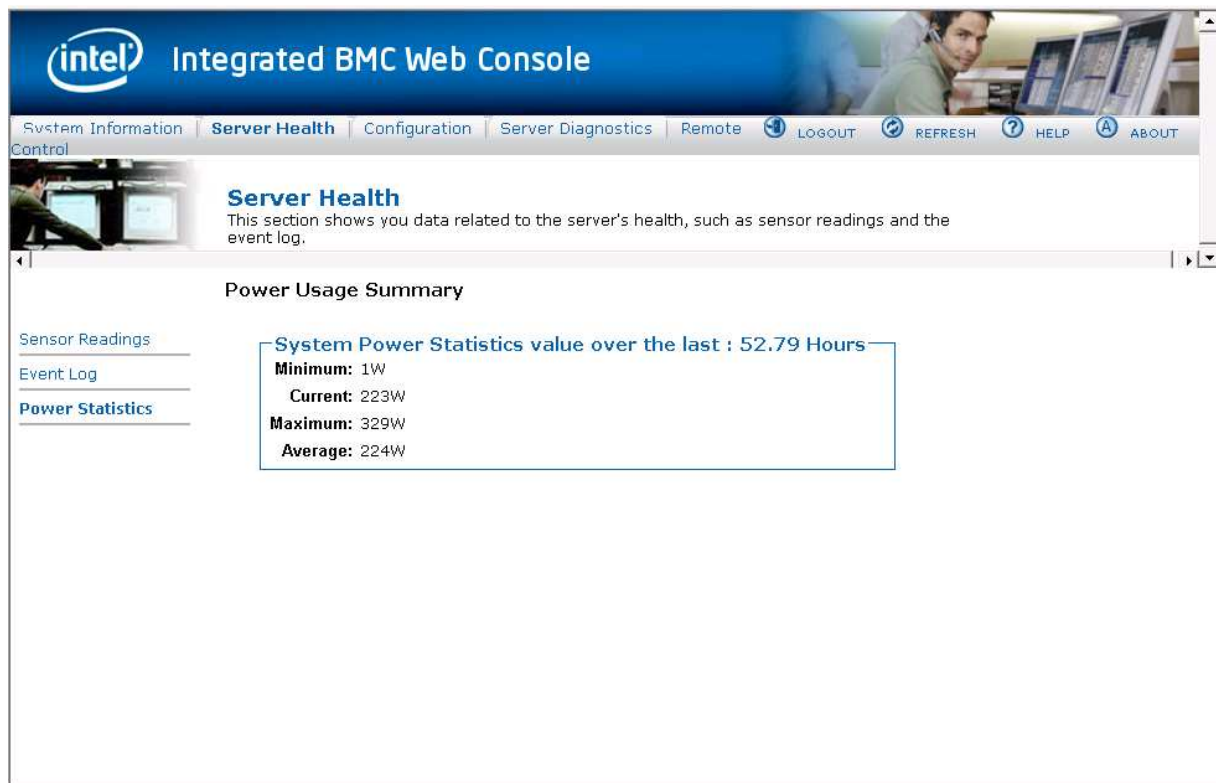 intel Integrated BMC Web Console
System Information | Server Health | Configuration | Server Diagnostics | Remote LOGOUT REFRESH ? HELP A ABOUT
Control
Server Health
This section shows you data related to the server's health, such as sensor readings and the
event log.
Power Usage Summary
Sensor Readings
Event Log
Power Statistics
System Power Statistics value over the last : 52.79 Hours
Minimum: 1W
Current: 223W
Maximum: 329W
Average: 224W